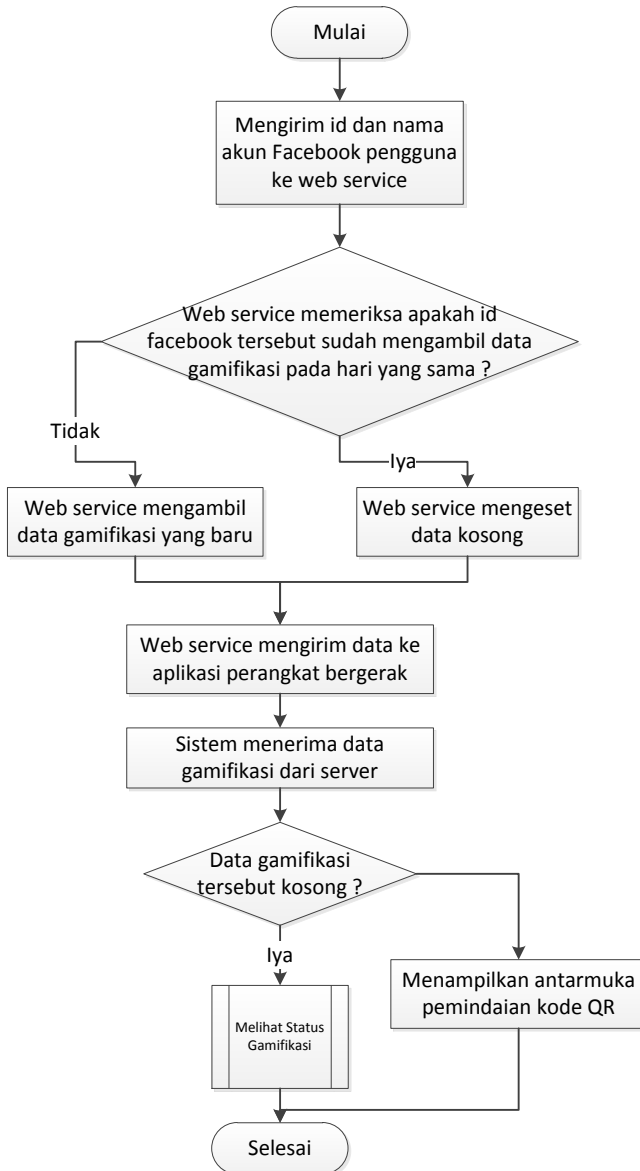 Mulai
Mengirim id dan nama
akun Facebook pengguna
ke web service
Web service memeriksa apakah id
facebook tersebut sudah mengambil data
gamifikasi pada hari yang sama ?
Tidak
Iya
Web service mengambil
data gamifikasi yang baru
Web service mengeset
data kosong
Web service mengirim data ke
aplikasi perangkat bergerak
Sistem menerima data
gamifikasi dari server
Data gamifikasi
tersebut kosong ?
Iya
Menampilkan antarmuka
pemindaian kode QR
Melihat Status
Gamifikasi
Selesai